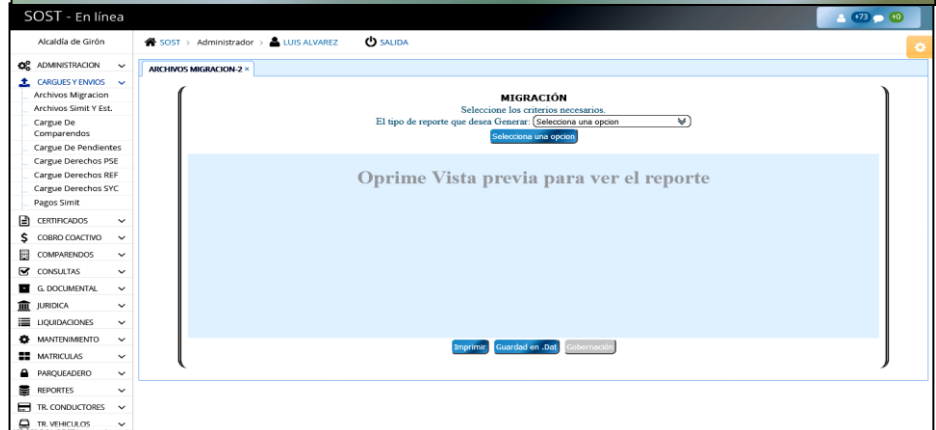 SOST - En línea
+73 +0
Alcaldía de Girón
SOST > Administrador > LUIS ALVAREZ SALIDA
ADMINISTRACION
CARGUES Y ENVIOS
Archivos Migracion
Archivos Simit Y Est.
Cargue De
Comparendos
Cargue De Pendientes
Cargue Derechos PSE
Cargue Derechos REF
Cargue Derechos SYC
Pagos Simit
CERTIFICADOS
COBRO COACTIVO
COMPARENDOS
CONSULTAS
G. DOCUMENTAL
JURIDICA
LIQUIDACIONES
MANTENIMIENTO
MATRICULAS
PARQUEADERO
REPORTES
TR. CONDUCTORES
TR. VEHICULOS
ARCHIVOS MIGRACION-2 ×
MIGRACIÓN
Seleccione los criterios necesarios.
El tipo de reporte que desea Generar: Selecciona una opcion
Selecciona una opcion
Oprime Vista previa para ver el reporte
Imprimir Guardad en .Dat Gobernación